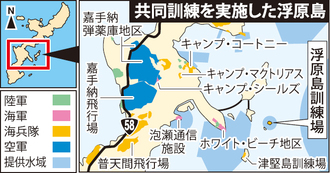 共同訓練を実施した浮原島
嘉手納
弾薬庫地区
キャンプ・コートニー
キャンプ・マクトリアス
キャンプ・シールズ
浮原島
嘉手納飛行場
58
泡瀬通信
施設
ホワイト・ビーチ地区
普天間飛行場
津堅島訓練場
陸軍
海軍
海兵隊
空軍
提供水域